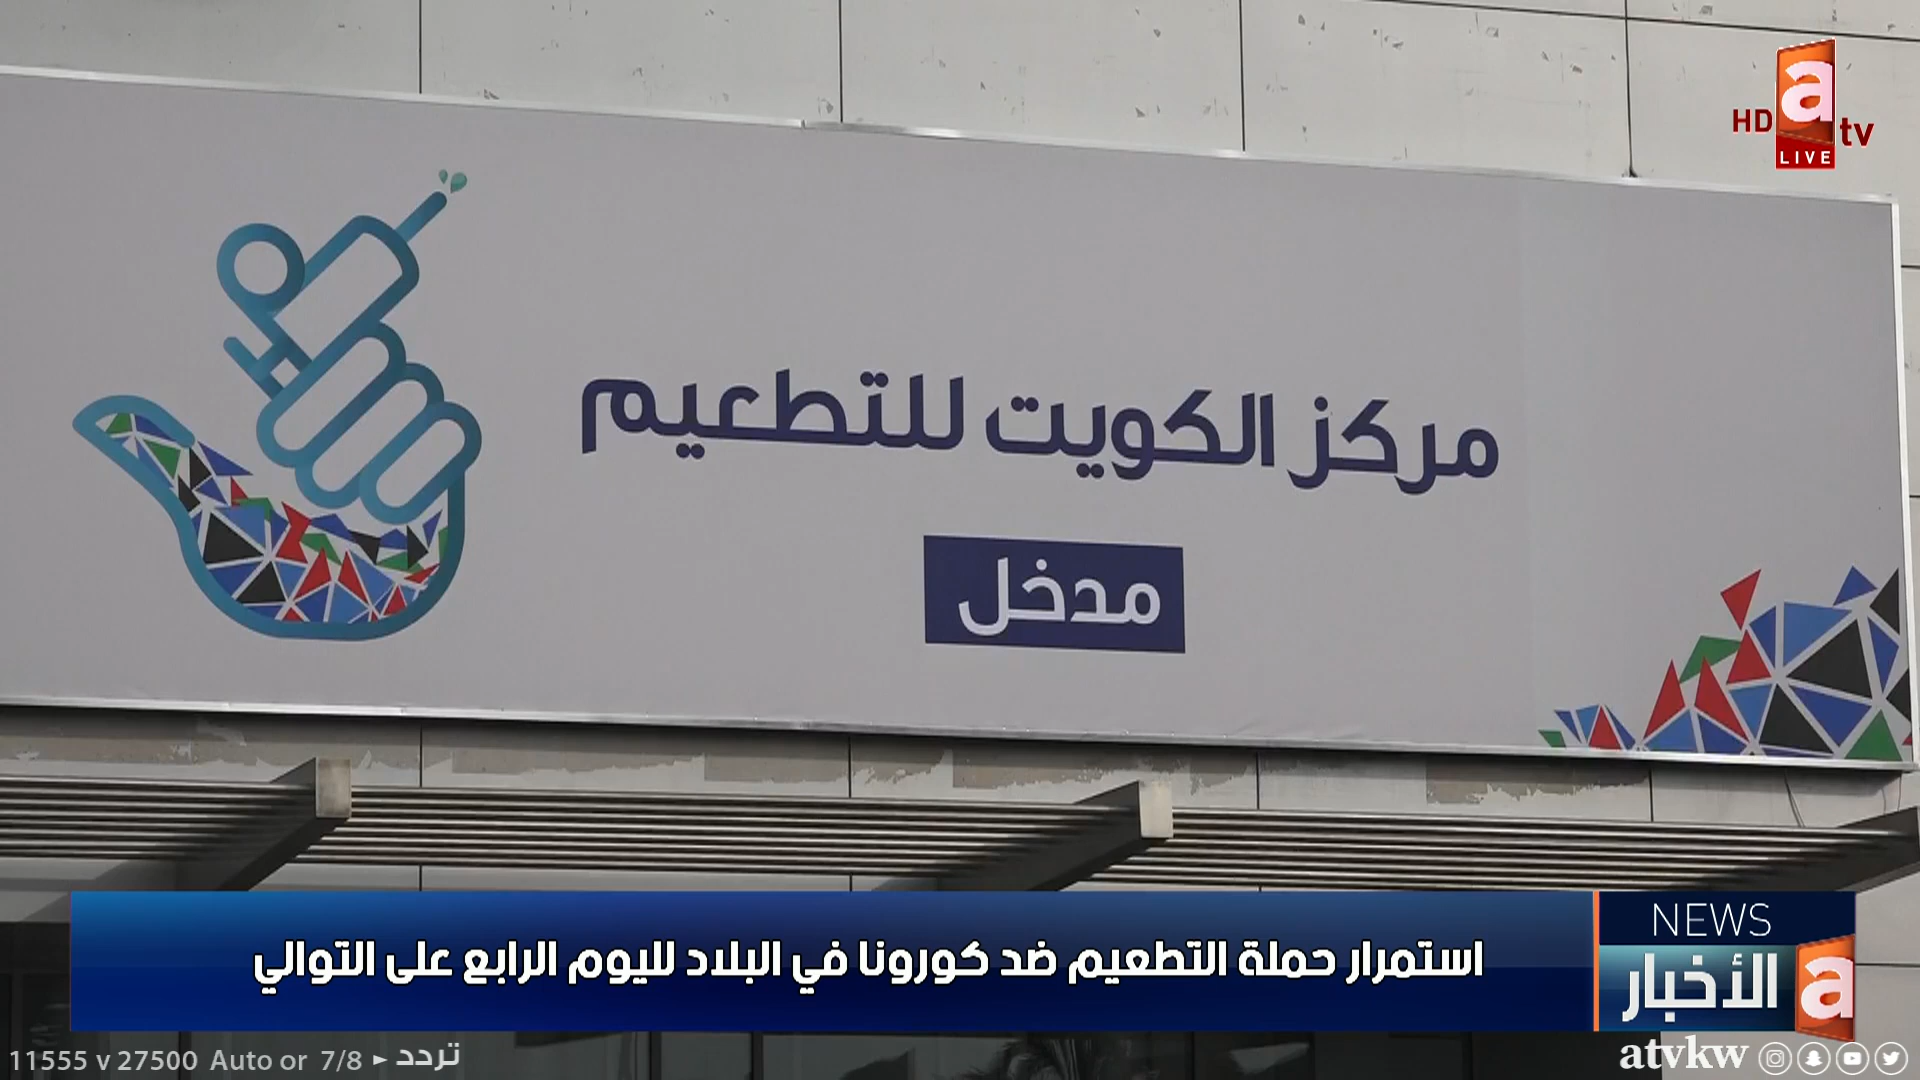 HD a tv
LIVE
مركز الكويت للتطعيم
مدخل
NEWS
الأخبار a
استمرار حملة التطعيم ضد كورونا في البلاد لليوم الرابع على التوالي
atvkw
تردد ► 11555 v 27500 Auto or 7/8